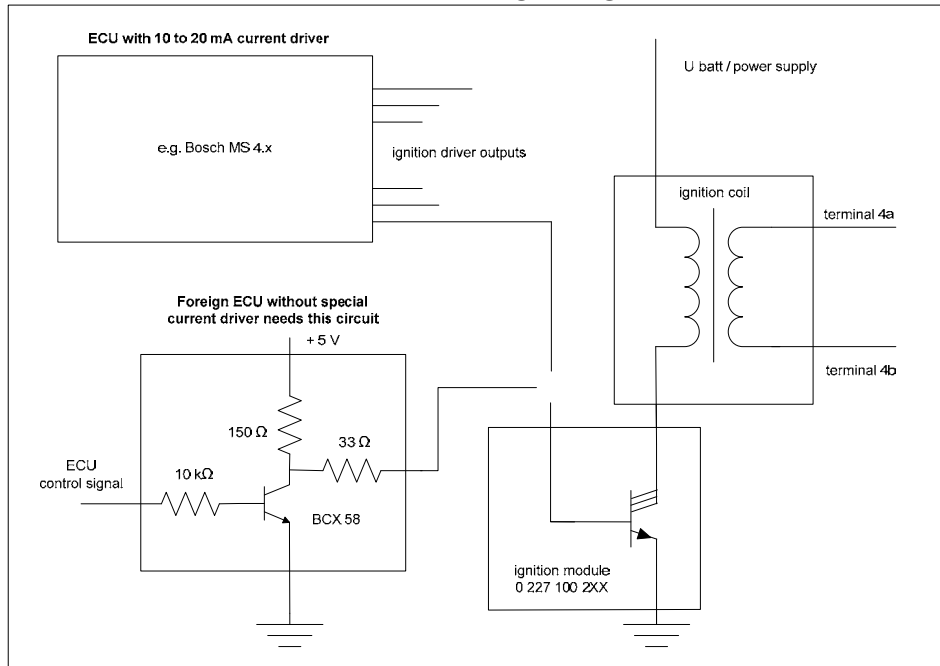 ECU with 10 to 20 mA current driver
U batt / power supply
e.g. Bosch MS 4.x
ignition driver outputs
ignition coil
terminal 4a
terminal 4b
Foreign ECU without special
current driver needs this circuit
+ 5 V
150 Ω
33 Ω
ECU
control signal
10 kΩ
BCX 58
ignition module
0 227 100 2XX